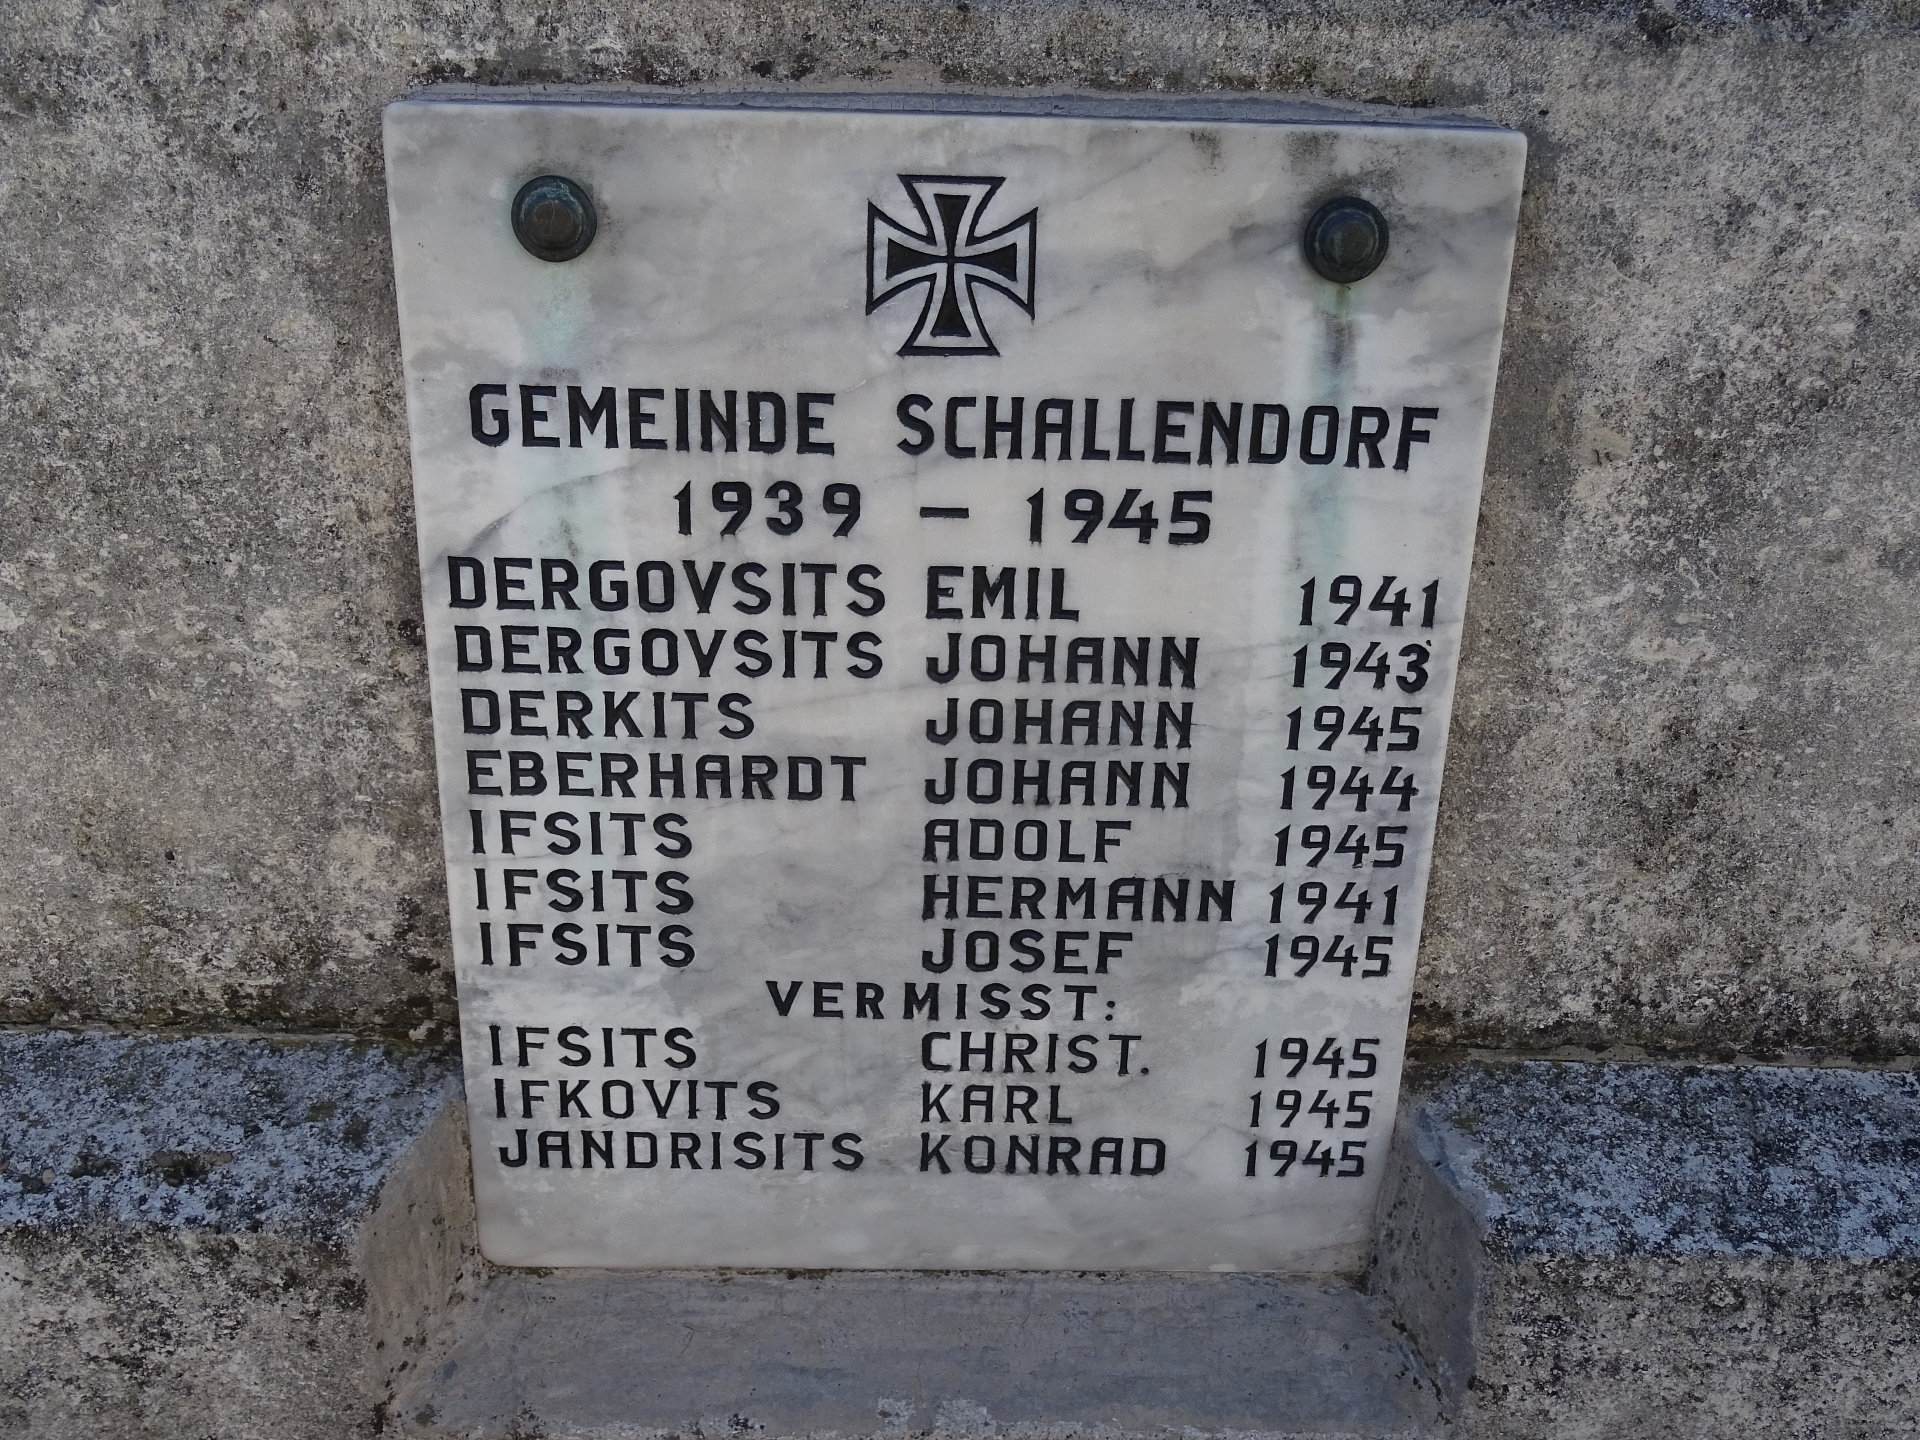 GEMEINDE SCHALLENDORF
1939 – 1945
DERGOVSITS EMIL 1941
DERGOVSITS JOHANN 1943
DERKITS JOHANN 1945
EBERHARDT JOHANN 1944
IFSITS ADOLF 1945
IFSITS HERMANN 1941
IFSITS JOSEF 1945
VERMISST:
IFSITS CHRIST. 1945
IFKOVITS KARL 1945
JANDRISITS KONRAD 1945